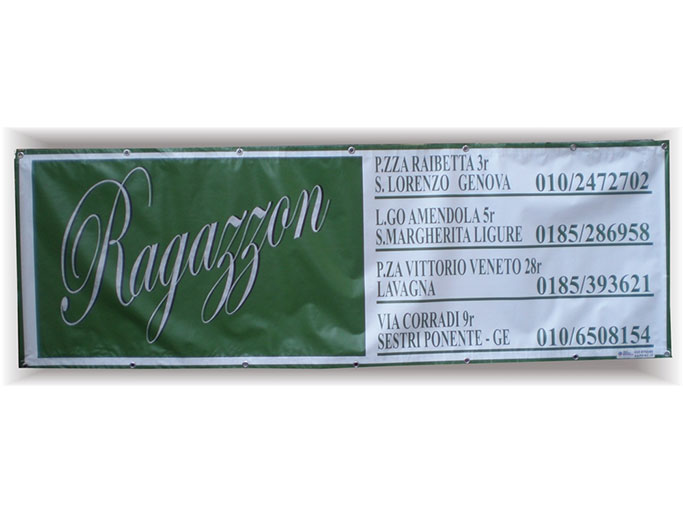 Ragazzon
P.ZZA RAIBETTA 3r
S. LORENZO GENOVA 010/2472702
L.GO AMENDOLA 5r
S.MARGHERITA LIGURE 0185/286958
P.ZA VITTORIO VENETO 28r
LAVAGNA 0185/393621
VIA CORRADI 9r
SESTRI PONENTE - GE 010/6508154